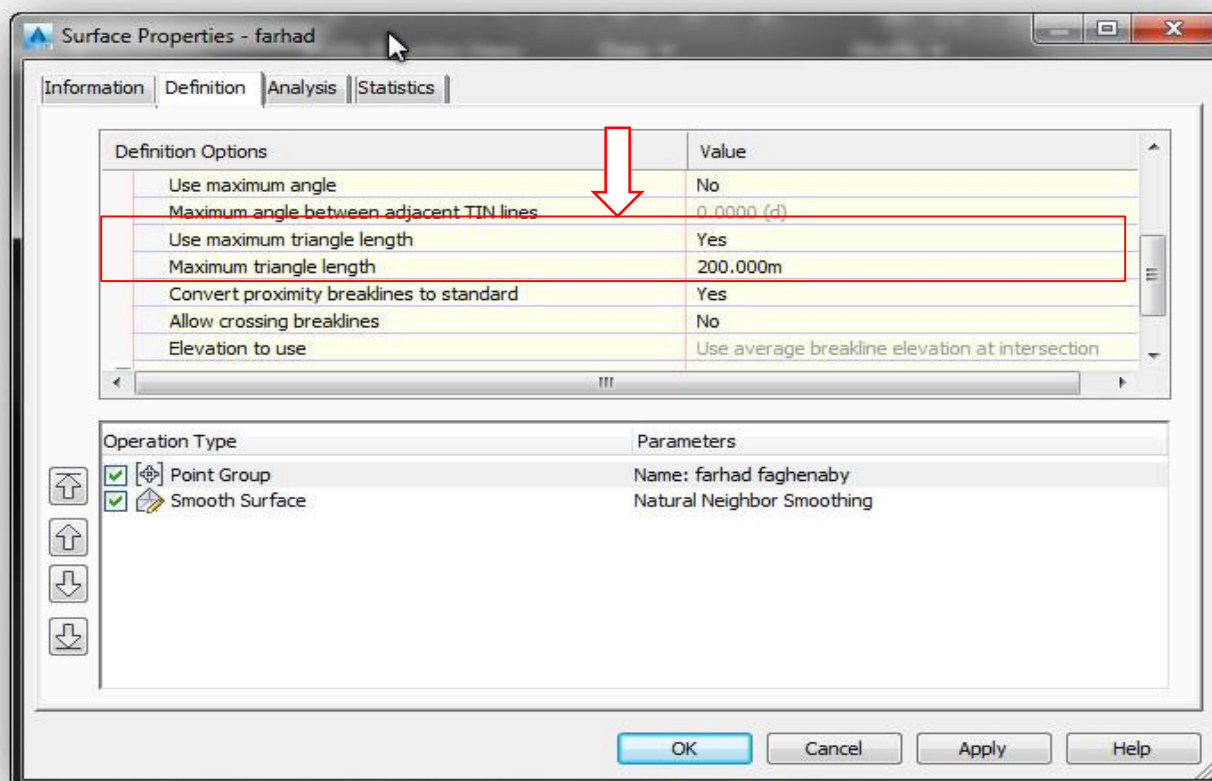 Surface Properties - farhad
Information Definition Analysis Statistics
Definition Options Value
Use maximum angle No
Maximum angle between adjacent TIN lines 0.0000 (d)
Use maximum triangle length Yes
Maximum triangle length 200.000m
Convert proximity breaklines to standard Yes
Allow crossing breaklines No
Elevation to use Use average breakline elevation at intersection
Operation Type Parameters
Point Group Name: farhad faghenaby
Smooth Surface Natural Neighbor Smoothing
OK Cancel Apply Help